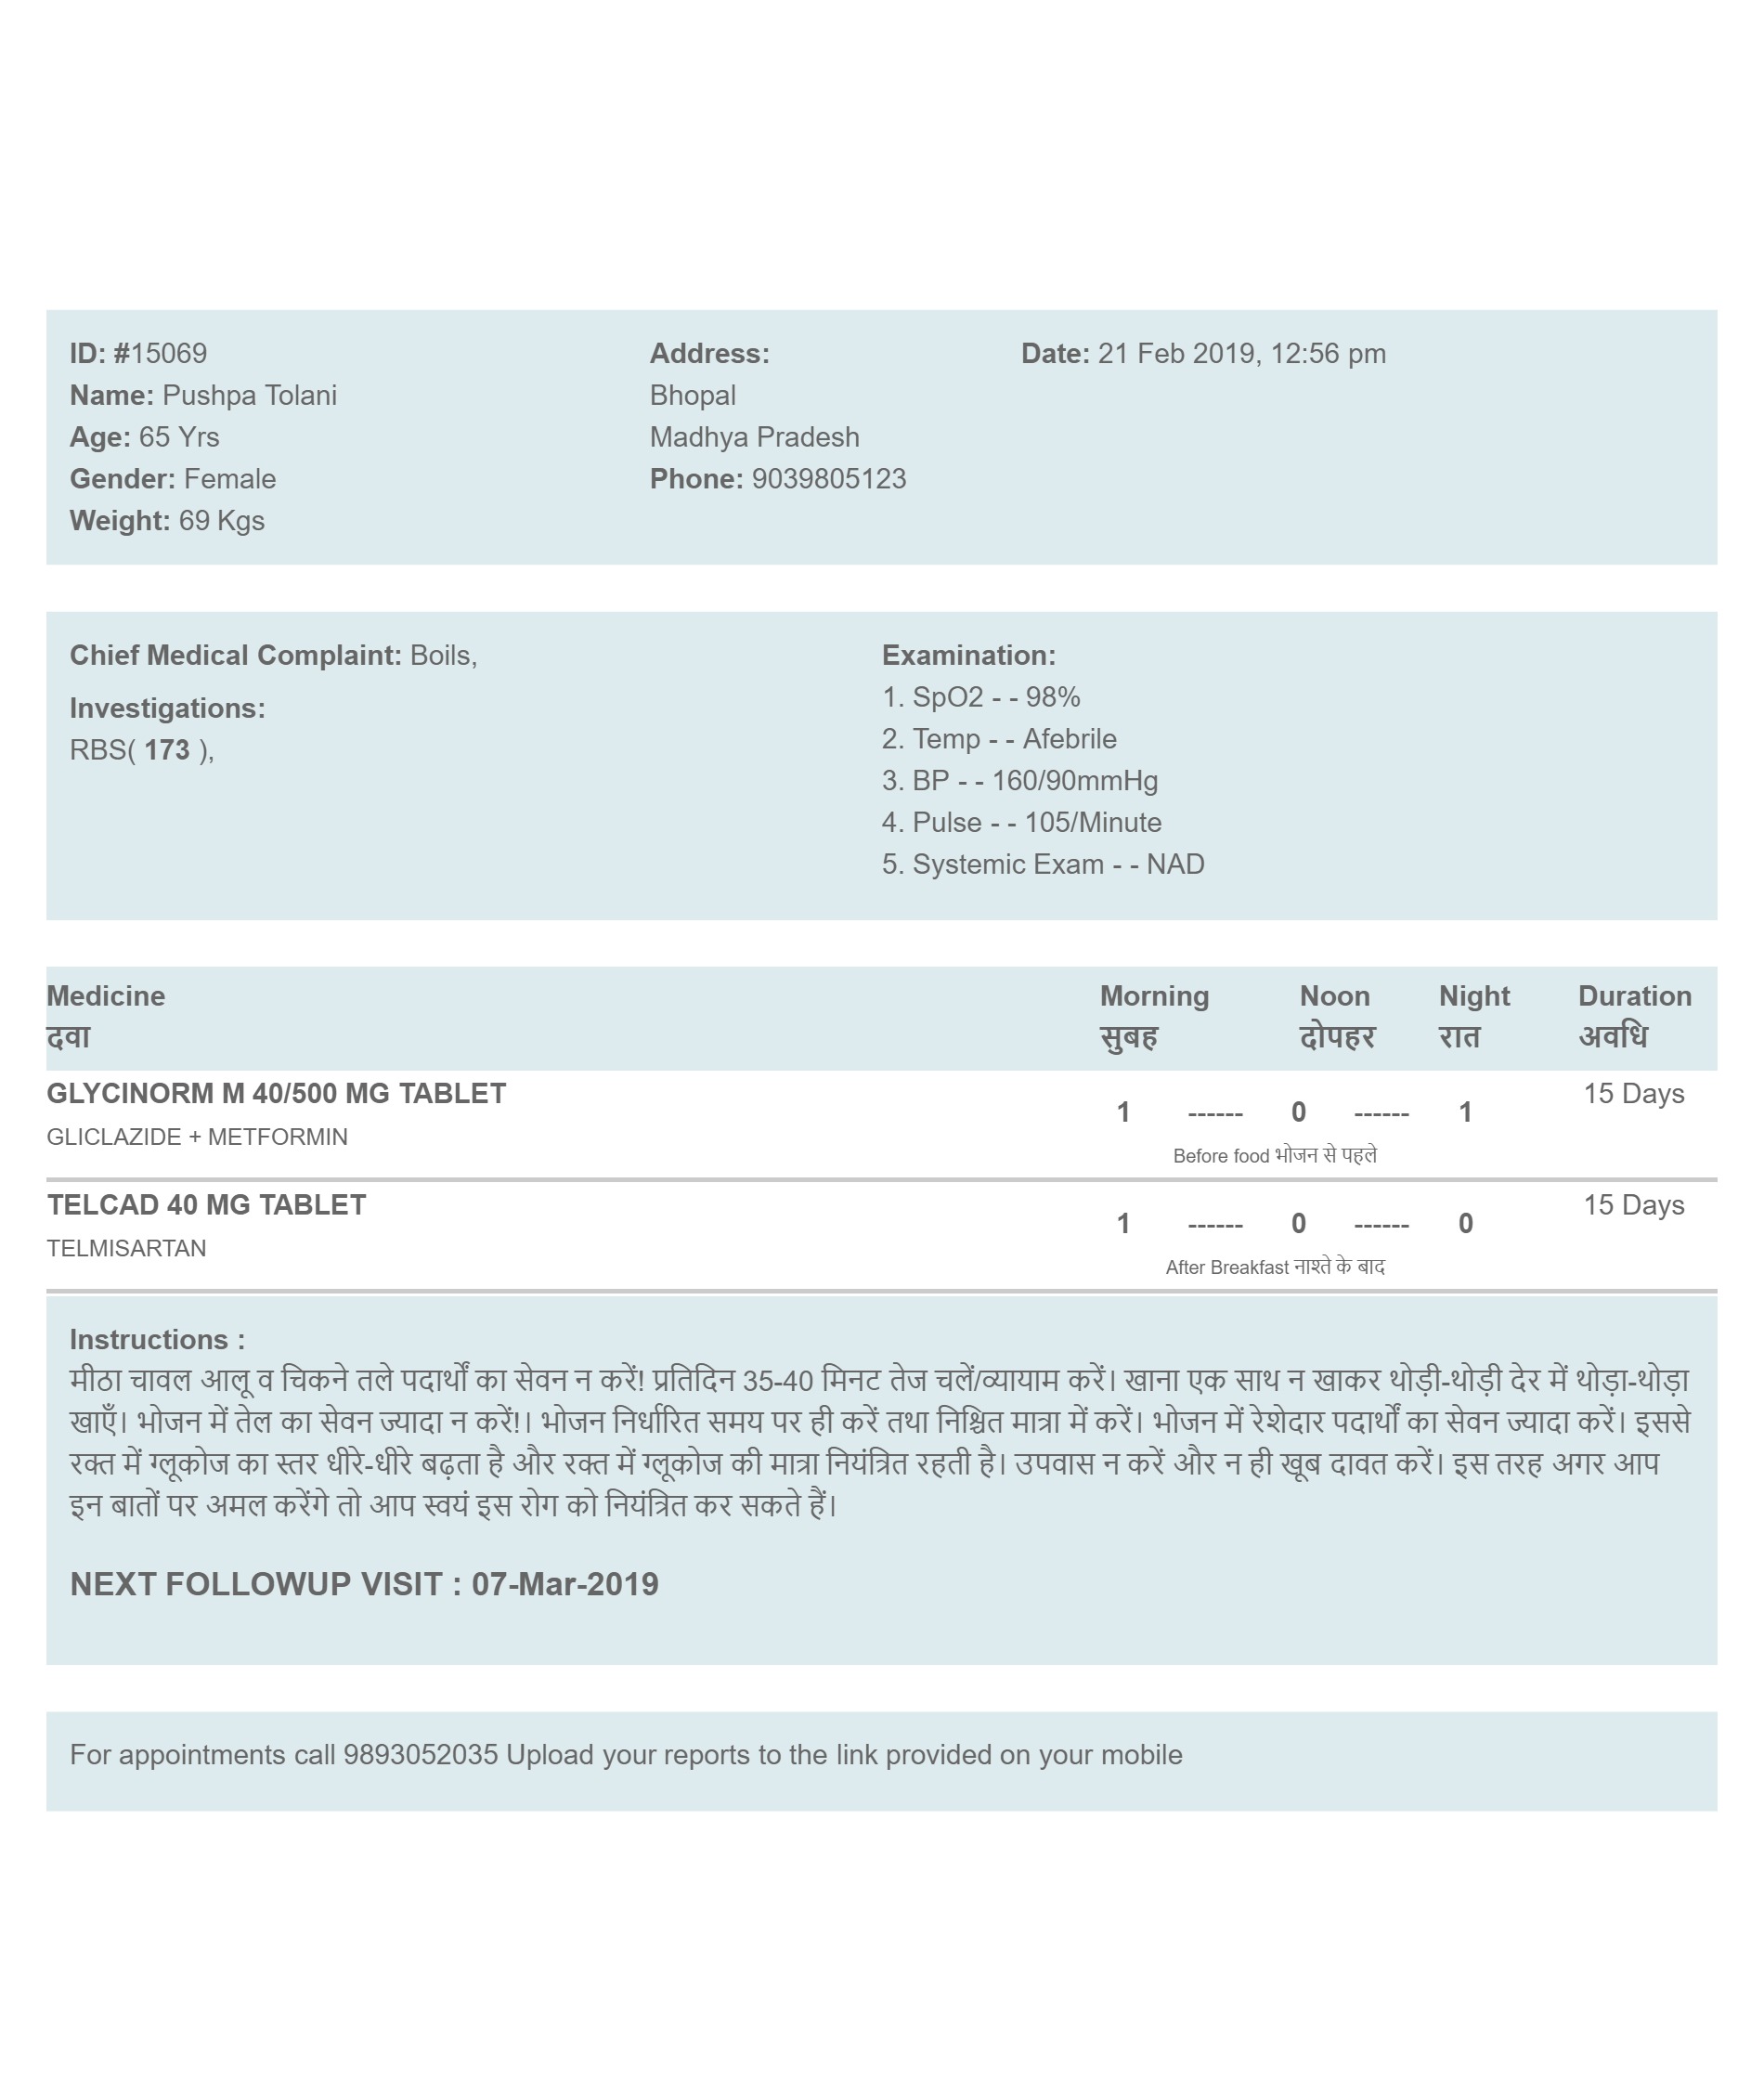 ID: #15069
Name: Pushpa Tolani
Age: 65 Yrs
Gender: Female
Weight: 69 Kgs
Address:
Bhopal
Madhya Pradesh
Phone: 9039805123
Date: 21 Feb 2019, 12:56 pm
Chief Medical Complaint: Boils,
Investigations:
RBS( 173 ),
Examination:
1. SpO2 - - 98%
2. Temp - - Afebrile
3. BP - - 160/90mmHg
4. Pulse - - 105/Minute
5. Systemic Exam - - NAD
Medicine Morning Noon Night Duration
दवा सुबह दोपहर रात अवधि
GLYCINORM M 40/500 MG TABLET 1 ------ 0 ------ 1 15 Days
GLICLAZIDE + METFORMIN Before food भोजन से पहले
TELCAD 40 MG TABLET 1 ------ 0 ------ 0 15 Days
TELMISARTAN After Breakfast नाश्ते के बाद
Instructions :
मीठा चावल आलू व चिकने तले पदार्थों का सेवन न करें! प्रतिदिन 35-40 मिनट तेज चलें/व्यायाम करें। खाना एक साथ न खाकर थोड़ी-थोड़ी देर में थोड़ा-थोड़ा
खाएँ। भोजन में तेल का सेवन ज्यादा न करें!। भोजन निर्धारित समय पर ही करें तथा निश्चित मात्रा में करें। भोजन में रेशेदार पदार्थों का सेवन ज्यादा करें। इससे
रक्त में ग्लूकोज का स्तर धीरे-धीरे बढ़ता है और रक्त में ग्लूकोज की मात्रा नियंत्रित रहती है। उपवास न करें और न ही खूब दावत करें। इस तरह अगर आप
इन बातों पर अमल करेंगे तो आप स्वयं इस रोग को नियंत्रित कर सकते हैं।
NEXT FOLLOWUP VISIT : 07-Mar-2019
For appointments call 9893052035 Upload your reports to the link provided on your mobile